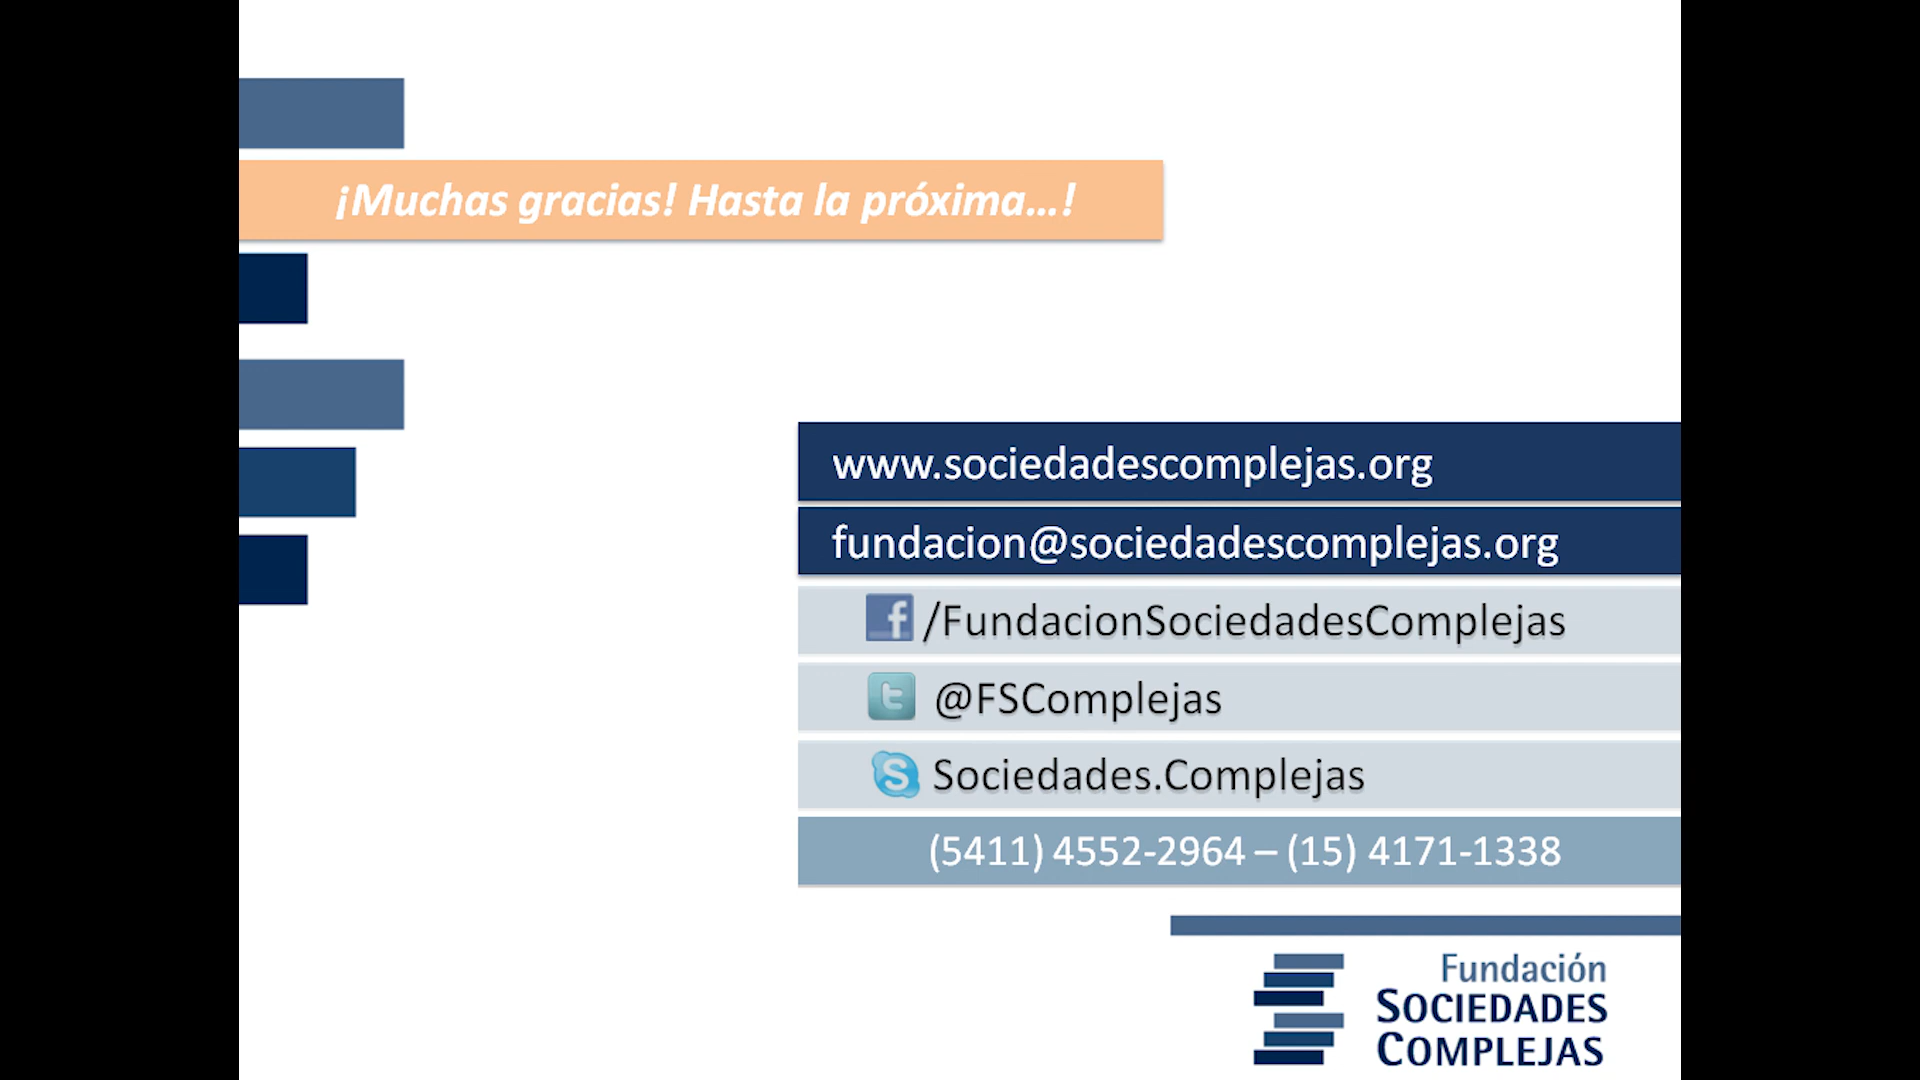 ¡Muchas gracias! Hasta la próxima...!
www.sociedadescomplejas.org
fundacion@sociedadescomplejas.org
f /FundacionSociedadesComplejas
t @FSComplejas
S Sociedades.Complejas
(5411) 4552-2964 – (15) 4171-1338
Fundación
SOCIEDADES
COMPLEJAS